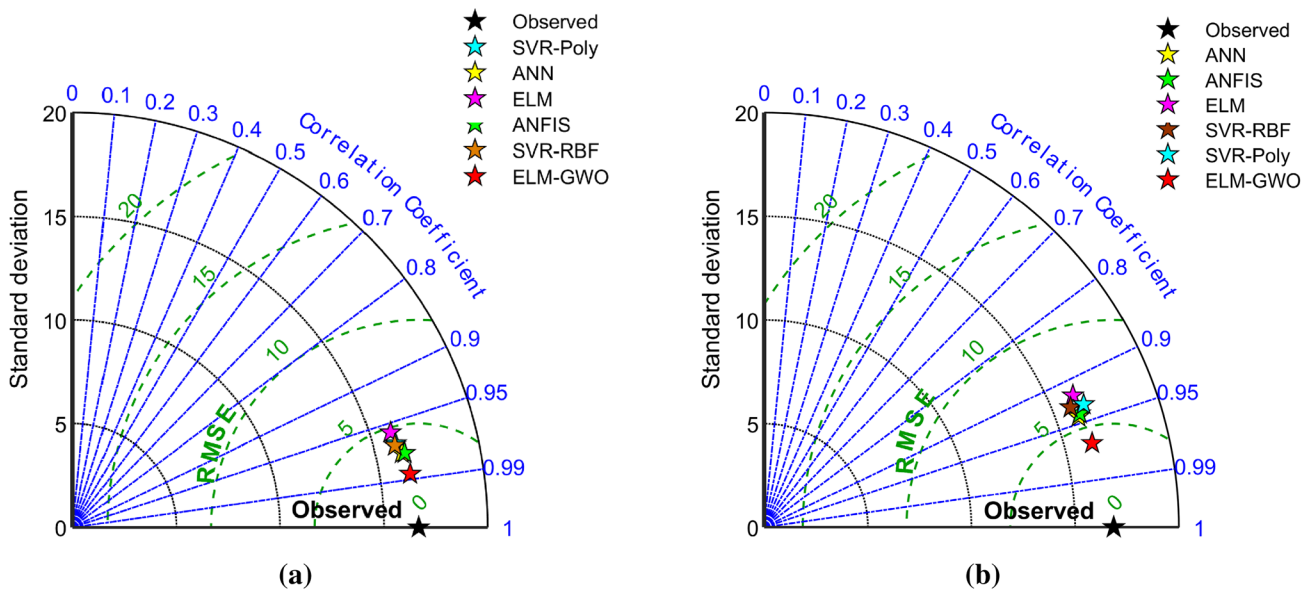 Observed
SVR-Poly
ANN
ELM
ANFIS
SVR-RBF
ELM-GWO
0 0.1 0.2 0.3 0.4 0.5 0.6 0.7 0.8 0.9 0.95 0.99 1
Correlation Coefficient
20
15
10
5
0
Standard deviation
20
15
10
5
0
RMSE
Observed
(a)
Observed
ANN
ANFIS
ELM
SVR-RBF
SVR-Poly
ELM-GWO
0 0.1 0.2 0.3 0.4 0.5 0.6 0.7 0.8 0.9 0.95 0.99 1
Correlation Coefficient
20
15
10
5
0
Standard deviation
20
15
10
5
0
RMSE
Observed
(b)